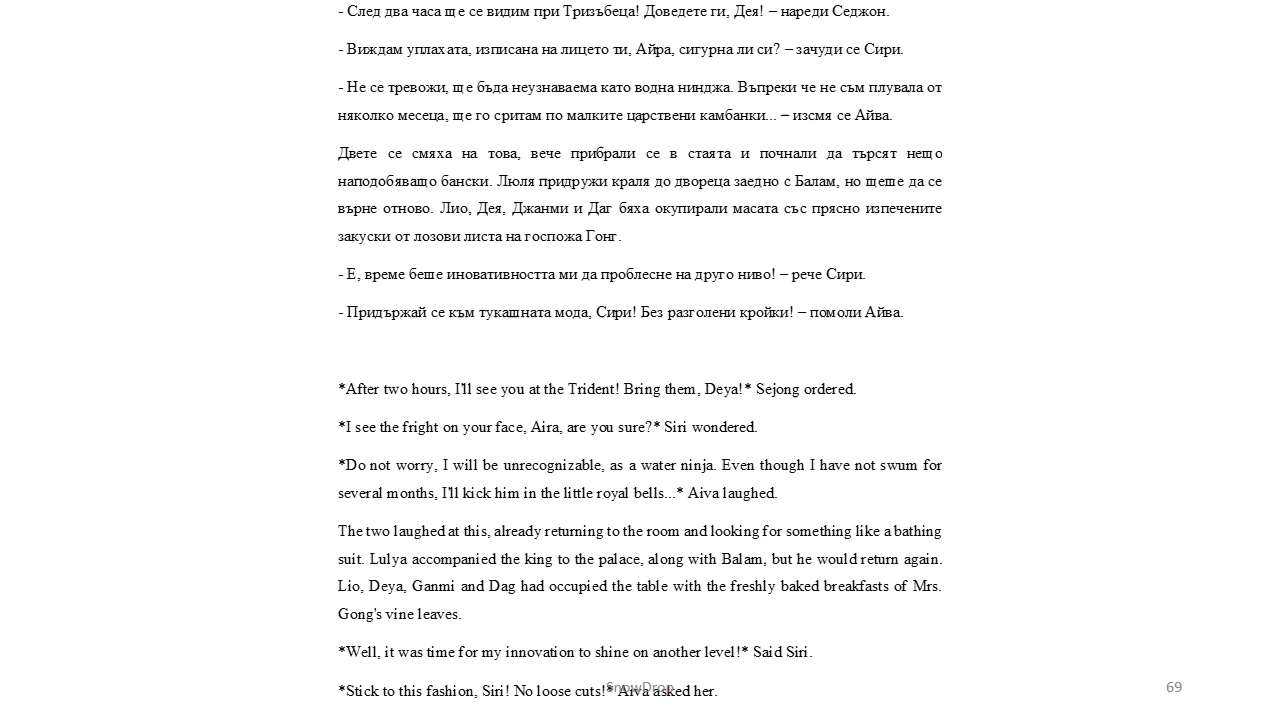 - След два часа ще се видим при Тризъбеца! Доведете ги, Дея! – нареди Седжон.
- Виждам уплахата, изписана на лицето ти, Айра, сигурна ли си? – зачуди се Сири.
- Не се тревожи, ще бъда неузнаваема като водна нинджа. Въпреки че не съм плувала от
няколко месеца, ще го сритам по малките царствени камбанки... – изсмя се Айва.
Двете се смяха на това, вече прибрали се в стаята и почнали да търсят нещо
наподобяващо бански. Люля придружи краля до двореца заедно с Балам, но щеше да се
върне отново. Лио, Дея, Джанми и Даг бяха окупирали масата със прясно изпечените
закуски от лозови листа на госпожа Гонг.
- Е, време беше иновативността ми да проблесне на друго ниво! – рече Сири.
- Придържай се към тукашната мода, Сири! Без разголени кройки! – помоли Айва.
*After two hours, I'll see you at the Trident! Bring them, Deya!* Sejong ordered.
*I see the fright on your face, Aira, are you sure?* Siri wondered.
*Do not worry, I will be unrecognizable, as a water ninja. Even though I have not swum for
several months, I'll kick him in the little royal bells...* Aiva laughed.
The two laughed at this, already returning to the room and looking for something like a bathing
suit. Lulya accompanied the king to the palace, along with Balam, but he would return again.
Lio, Deya, Ganmi and Dag had occupied the table with the freshly baked breakfasts of Mrs.
Gong's vine leaves.
*Well, it was time for my innovation to shine on another level!* Said Siri.
*Stick to this fashion, Siri! No loose cuts!* Aiva asked her.
SnowDrop
69